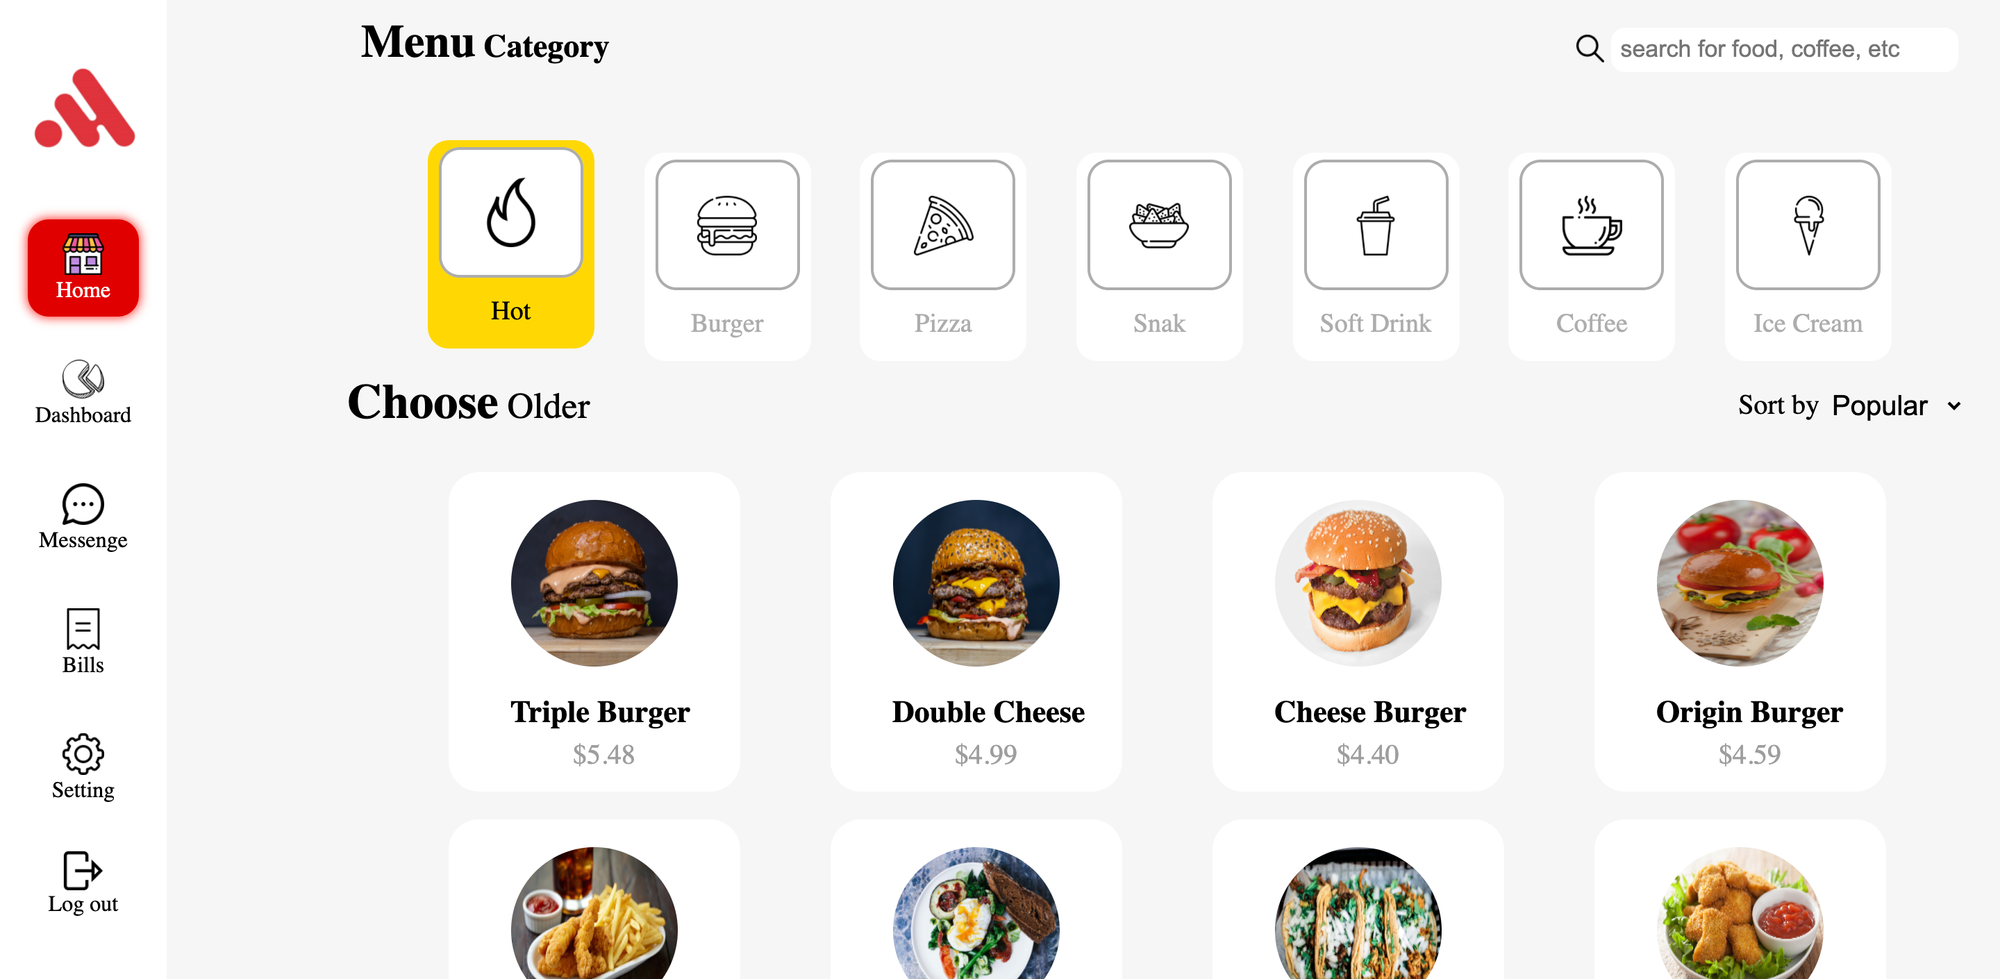 Menu Category
search for food, coffee, etc
Home
Dashboard
Messenge
Bills
Setting
Log out
Hot
Burger
Pizza
Snak
Soft Drink
Coffee
Ice Cream
Choose Older
Sort by Popular
Triple Burger
$5.48
Double Cheese
$4.99
Cheese Burger
$4.40
Origin Burger
$4.59